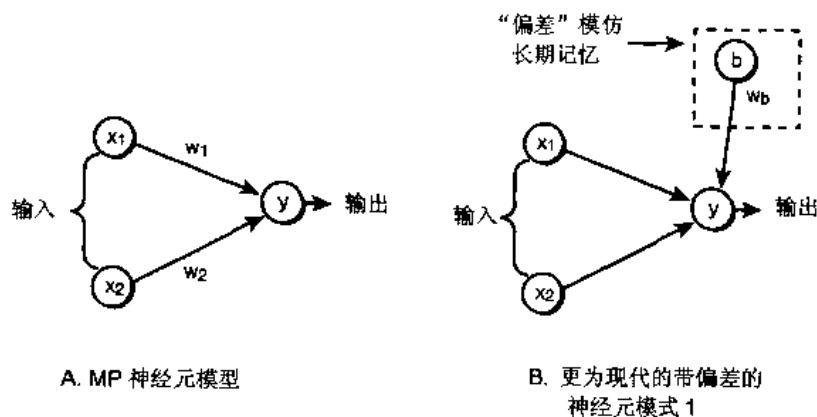 “偏差”模仿
长期记忆
b
wb
x1
w1
输入
y
输出
x2
w2
x1
输入
y
输出
x2
A. MP 神经元模型
B. 更为现代的带偏差的
神经元模式 1